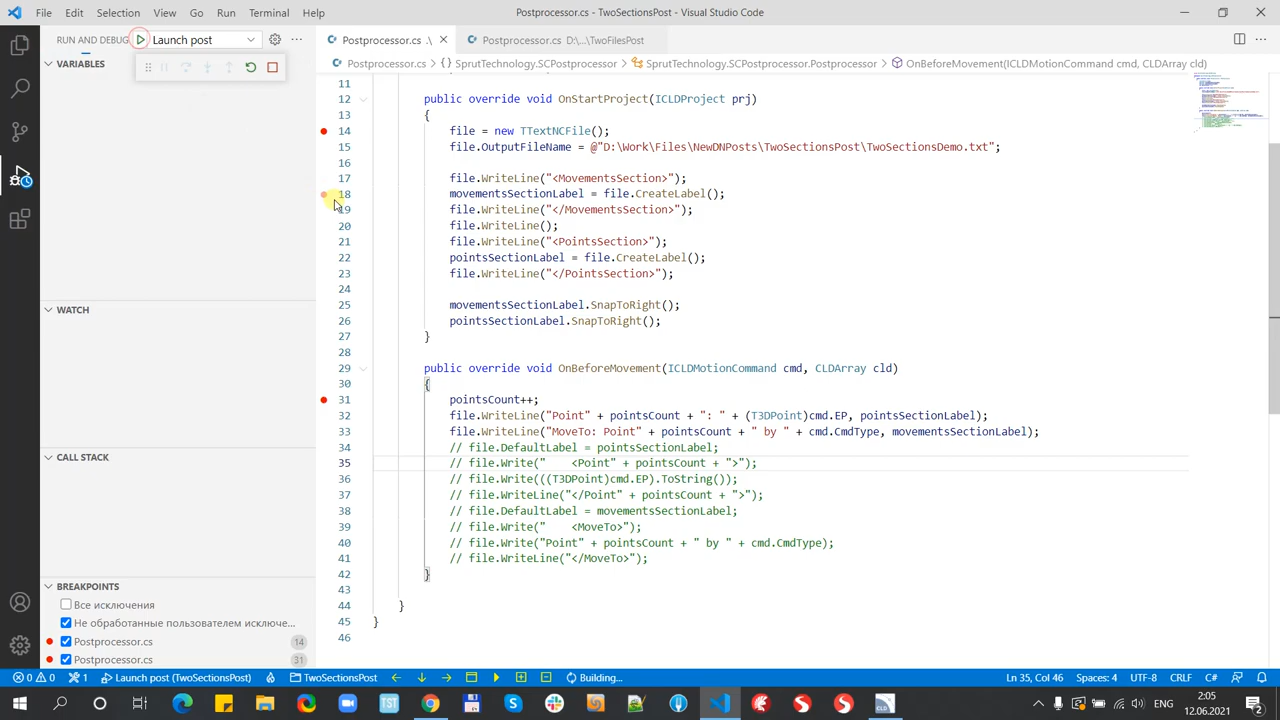 File Edit Selection View Go Run Terminal Help
Postprocessor.cs - TwoSectionsPost - Visual Studio Code
RUN AND DEBUG Launch post
Postprocessor.cs .\
Postprocessor.cs D:\...\TwoFilesPost
Postprocessor.cs SprutTechnology.SCPostprocessor SprutTechnology.SCPostprocessor.Postprocessor OnBeforeMovement(ICLDMotionCommand cmd, CLDArray cld)
VARIABLES
WATCH
CALL STACK
BREAKPOINTS
Все исключения
Не обработанные пользователем исключе...
Postprocessor.cs 14
Postprocessor.cs 31
11
12 public override void OnStartProject(ICLDProject prj)
13 {
14 file = new TextNCFile();
15 file.OutputFileName = @"D:\Work\Files\NewDNPosts\TwoSectionsPost\TwoSectionsDemo.txt";
16
17 file.WriteLine("<MovementsSection>");
18 movementsSectionLabel = file.CreateLabel();
19 file.WriteLine("</MovementsSection>");
20 file.WriteLine();
21 file.WriteLine("<PointsSection>");
22 pointsSectionLabel = file.CreateLabel();
23 file.WriteLine("</PointsSection>");
24
25 movementsSectionLabel.SnapToRight();
26 pointsSectionLabel.SnapToRight();
27 }
28
29 public override void OnBeforeMovement(ICLDMotionCommand cmd, CLDArray cld)
30 {
31 pointsCount++;
32 file.WriteLine("Point" + pointsCount + ": " + (T3DPoint)cmd.EP, pointsSectionLabel);
33 file.WriteLine("MoveTo: Point" + pointsCount + " by " + cmd.CmdType, movementsSectionLabel);
34 // file.DefaultLabel = pointsSectionLabel;
35 // file.Write("    <Point" + pointsCount + ">");
36 // file.Write(((T3DPoint)cmd.EP).ToString());
37 // file.WriteLine("</Point" + pointsCount + ">");
38 // file.DefaultLabel = movementsSectionLabel;
39 // file.Write("    <MoveTo>");
40 // file.Write("Point" + pointsCount + " by " + cmd.CmdType);
41 // file.WriteLine("</MoveTo>");
42 }
43
44 }
45 }
46
0 0 1 Launch post (TwoSectionsPost) TwoSectionsPost Building... Ln 35, Col 46 Spaces: 4 UTF-8 CRLF C#
ENG 2:05
12.06.2021 2